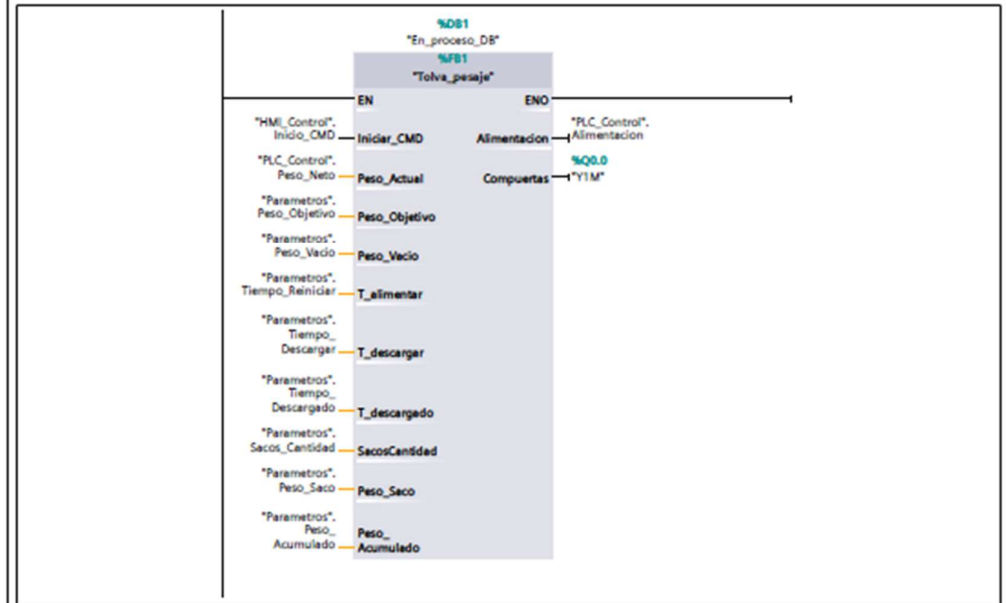 %DB1
"En_proceso_DB"
%FB1
"Tolva_pesaje"
EN
ENO
"HMI_Control".
Inicio_CMD
Iniciar_CMD
Alimentacion
"PLC_Control".
Alimentacion
"PLC_Control".
Peso_Neto
Peso_Actual
Compuertas
%Q0.0
"Y1M"
"Parametros".
Peso_Objetivo
Peso_Objetivo
"Parametros".
Peso_Vacio
Peso_Vacio
"Parametros".
Tiempo_Reiniciar
T_alimentar
"Parametros".
Tiempo_
Descargar
T_descargar
"Parametros".
Tiempo_
Descargado
T_descargado
"Parametros".
Sacos_Cantidad
SacosCantidad
"Parametros".
Peso_Saco
Peso_Saco
"Parametros".
Peso_
Acumulado
Peso_
Acumulado